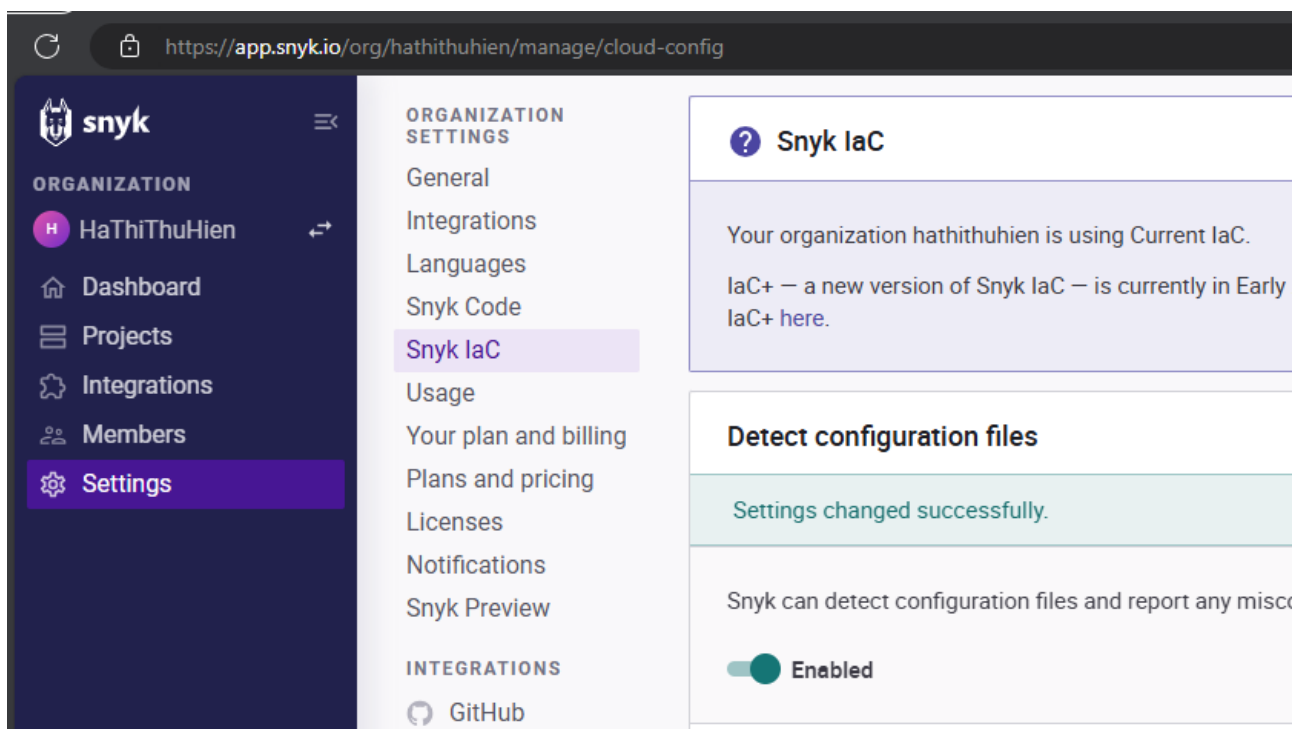 https://app.snyk.io/org/hathithuhien/manage/cloud-config
snyk
ORGANIZATION
H
HaThiThuHien
Dashboard
Projects
Integrations
Members
Settings
ORGANIZATION
SETTINGS
General
Integrations
Languages
Snyk Code
Snyk IaC
Usage
Your plan and billing
Plans and pricing
Licenses
Notifications
Snyk Preview
INTEGRATIONS
GitHub
? Snyk IaC
Your organization hathithuhien is using Current IaC.
IaC+ — a new version of Snyk IaC — is currently in Early
IaC+ here.
Detect configuration files
Settings changed successfully.
Snyk can detect configuration files and report any
Enabled